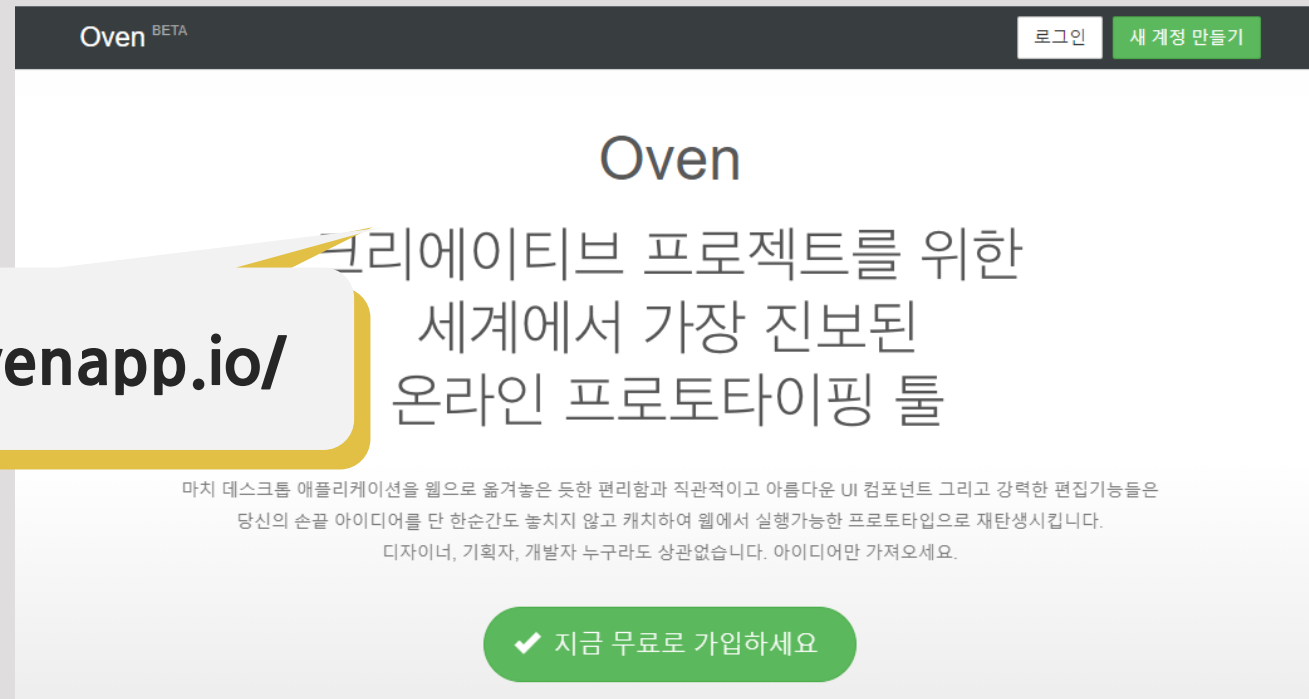 Oven BETA
로그인
새 계정 만들기
Oven
크리에이티브 프로젝트를 위한
세계에서 가장 진보된
venapp.io/
온라인 프로토타이핑 툴
마치 데스크톱 애플리케이션을 웹으로 옮겨놓은 듯한 편리함과 직관적이고 아름다운 UI 컴포넌트 그리고 강력한 편집기능들은
당신의 손끝 아이디어를 단 한순간도 놓치지 않고 캐치하여 웹에서 실행가능한 프로토타입으로 재탄생시킵니다.
디자이너, 기획자, 개발자 누구라도 상관없습니다. 아이디어만 가져오세요.
지금 무료로 가입하세요